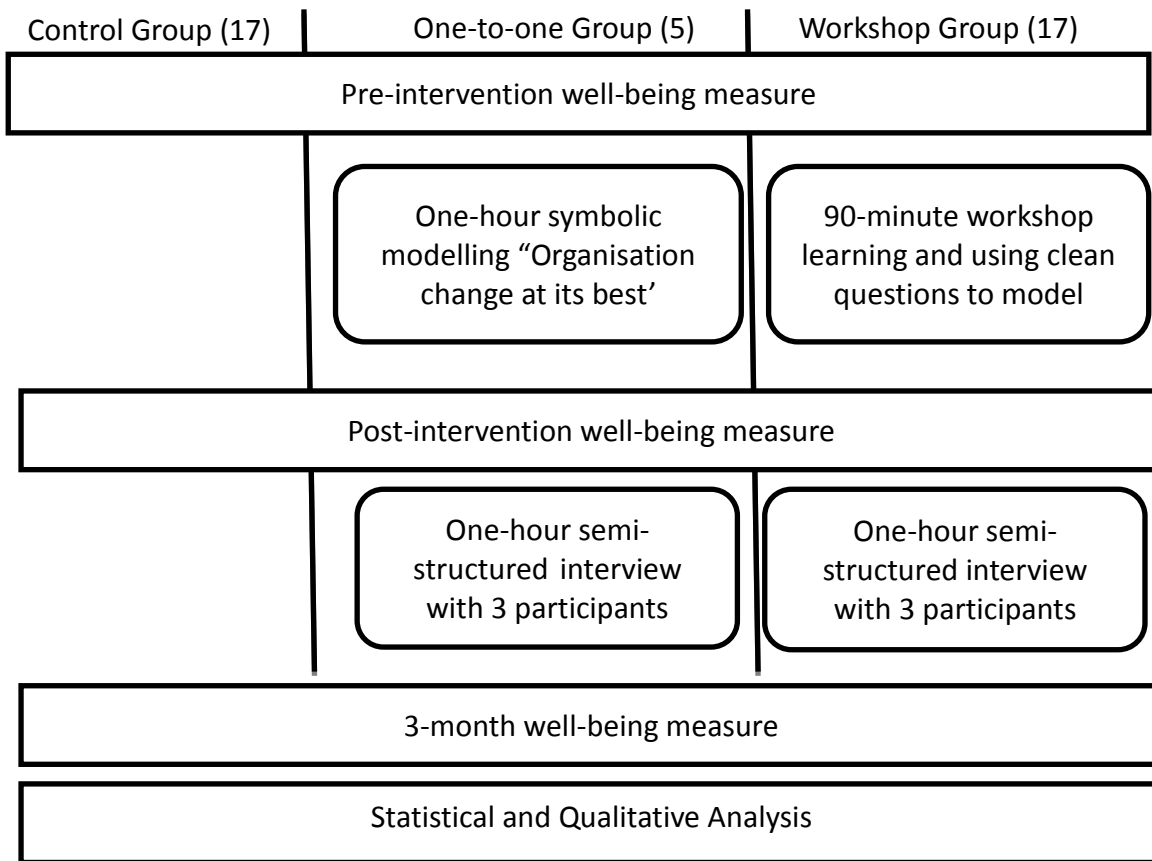 Control Group (17)
One-to-one Group (5)
Workshop Group (17)
Pre-intervention well-being measure
One-hour symbolic
modelling “Organisation
change at its best’
90-minute workshop
learning and using clean
questions to model
Post-intervention well-being measure
One-hour semi-
structured interview
with 3 participants
One-hour semi-
structured interview
with 3 participants
3-month well-being measure
Statistical and Qualitative Analysis